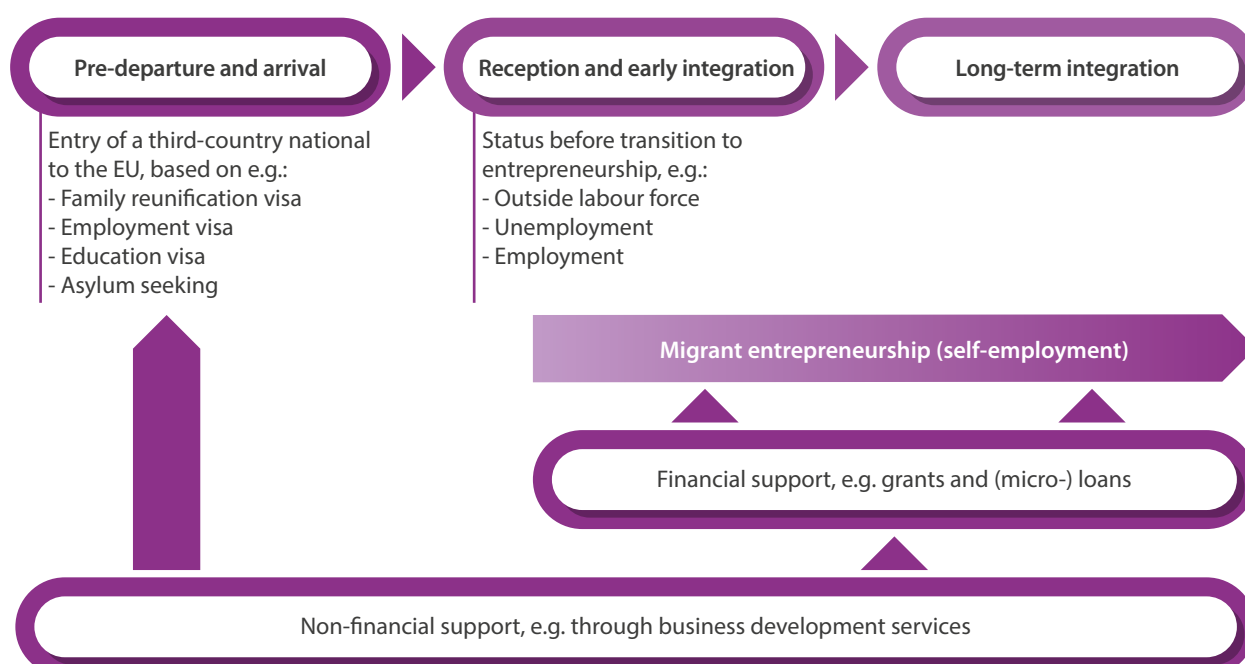 Pre-departure and arrival
Reception and early integration
Long-term integration
Entry of a third-country national
to the EU, based on e.g.:
- Family reunification visa
- Employment visa
- Education visa
- Asylum seeking
Status before transition to
entrepreneurship, e.g.:
- Outside labour force
- Unemployment
- Employment
Migrant entrepreneurship (self-employment)
Financial support, e.g. grants and (micro-) loans
Non-financial support, e.g. through business development services